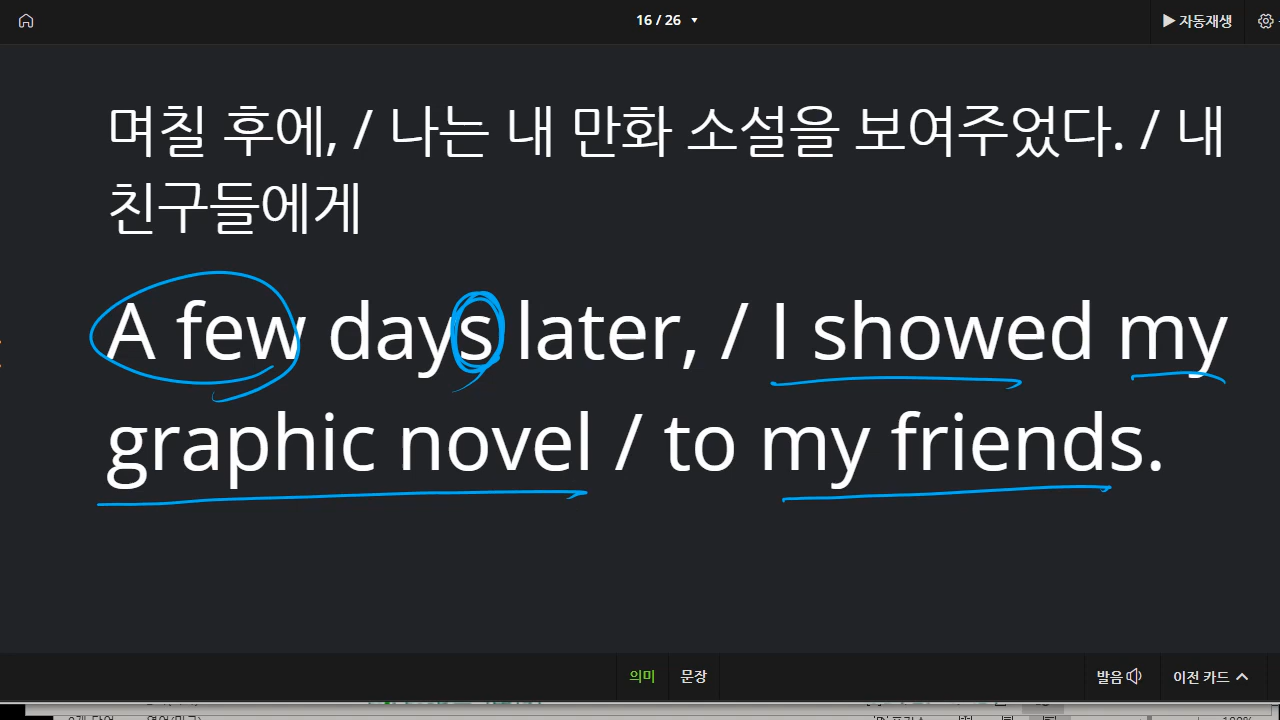 16 / 26 ▼
▶ 자동재생
며칠 후에, / 나는 내 만화 소설을 보여주었다. / 내
친구들에게
A few days later, / I showed my
graphic novel / to my friends.
의미
문장
발음
이전 카드